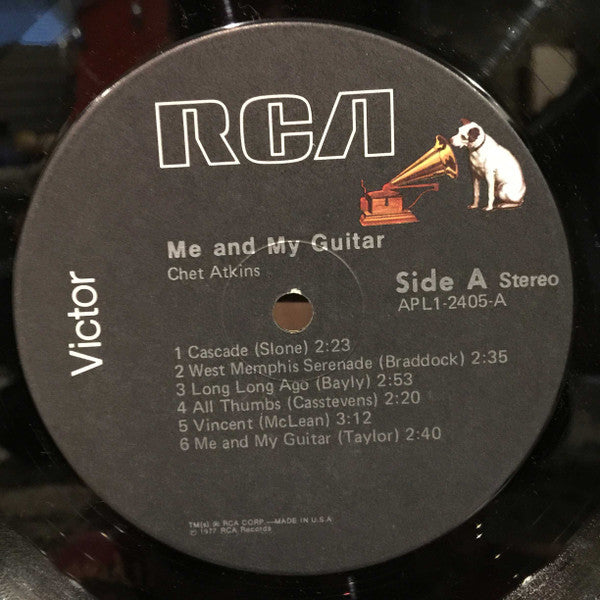 RCA
Me and My Guitar
Chet Atkins
Side A Stereo
APL1-2405-A
Victor
1 Cascade (Slone) 2:23
2 West Memphis Serenade (Braddock) 2:35
3 Long Long Ago (Bayly) 2:53
4 All Thumbs (Casstevens) 2:20
5 Vincent (McLean) 3:12
6 Me and My Guitar (Taylor) 2:40
TM(s) ® RCA CORP.—MADE IN U.S.A.
℗ 1977 RCA Records